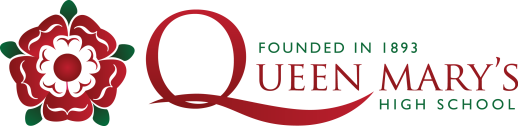 FOUNDED IN 1893
QUEEN MARY'S
HIGH SCHOOL